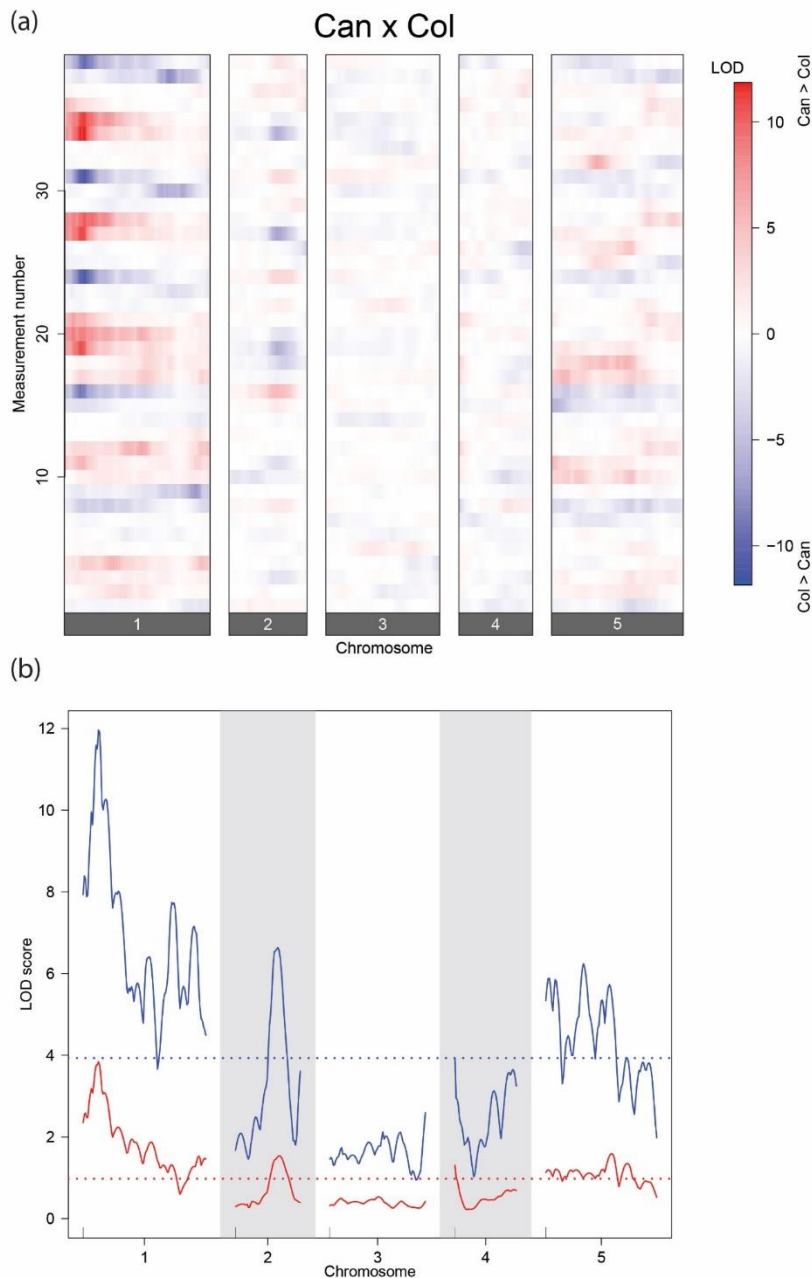 (a)
Can x Col
LOD
Can > Col
10
5
0
−5
−10
Col > Can
Measurement number
30
20
10
1 2 3 4 5
Chromosome
(b)
LOD score
12
10
8
6
4
2
0
1 2 3 4 5
Chromosome